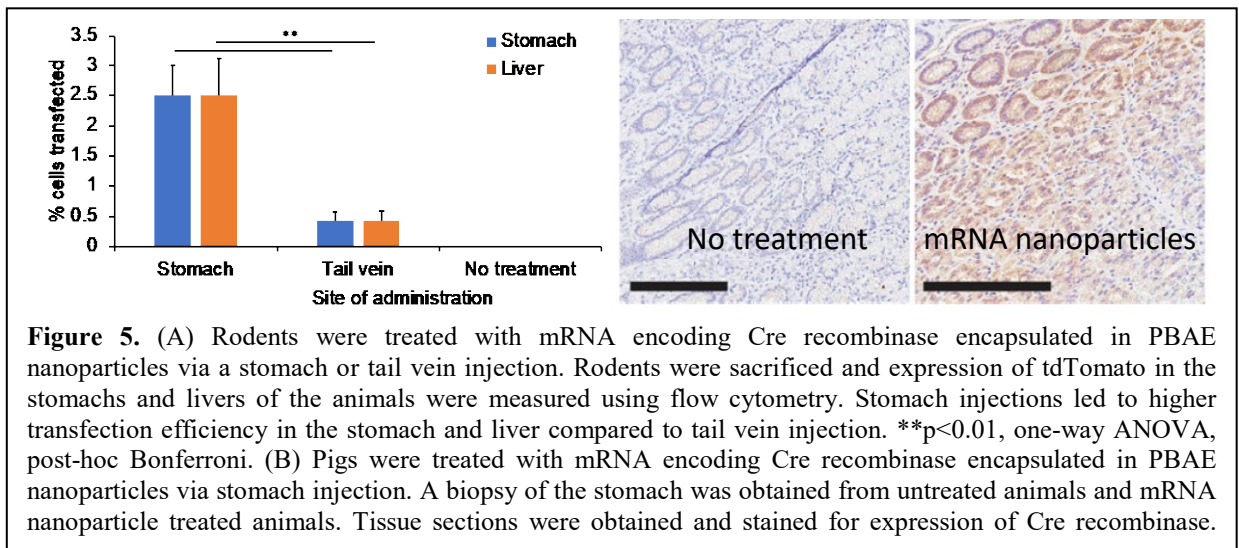 3.5
3
2.5
2
1.5
1
0.5
0
% cells transfected
**
Stomach
Liver
Stomach Tail vein No treatment
Site of administration
No treatment
mRNA nanoparticles
Figure 5. (A) Rodents were treated with mRNA encoding Cre recombinase encapsulated in PBAE
nanoparticles via a stomach or tail vein injection. Rodents were sacrificed and expression of tdTomato in the
stomachs and livers of the animals were measured using flow cytometry. Stomach injections led to higher
transfection efficiency in the stomach and liver compared to tail vein injection. **p<0.01, one-way ANOVA,
post-hoc Bonferroni. (B) Pigs were treated with mRNA encoding Cre recombinase encapsulated in PBAE
nanoparticles via stomach injection. A biopsy of the stomach was obtained from untreated animals and mRNA
nanoparticle treated animals. Tissue sections were obtained and stained for expression of Cre recombinase.